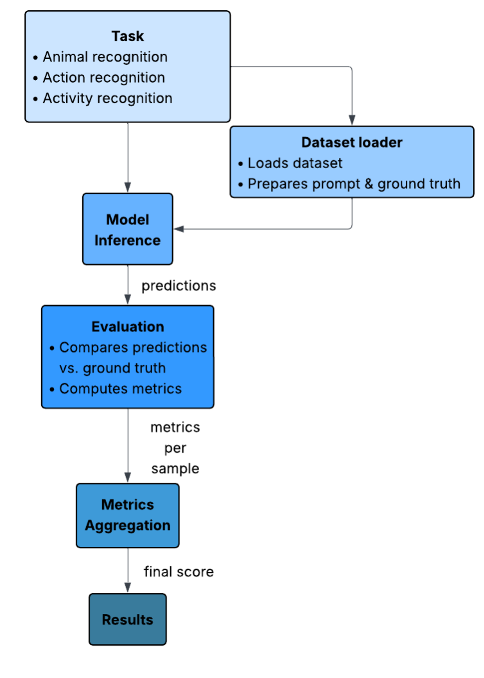 Task
• Animal recognition
• Action recognition
• Activity recognition
Dataset loader
• Loads dataset
• Prepares prompt & ground truth
Model
Inference
predictions
Evaluation
• Compares predictions
vs. ground truth
• Computes metrics
metrics
per
sample
Metrics
Aggregation
final score
Results